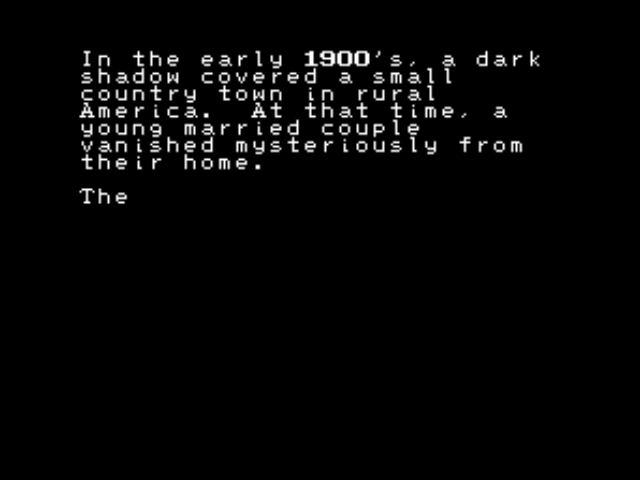 In the early 1900's, a dark
shadow covered a small
country town in rural
America.  At that time, a
young married couple
vanished mysteriously from
their home.
The